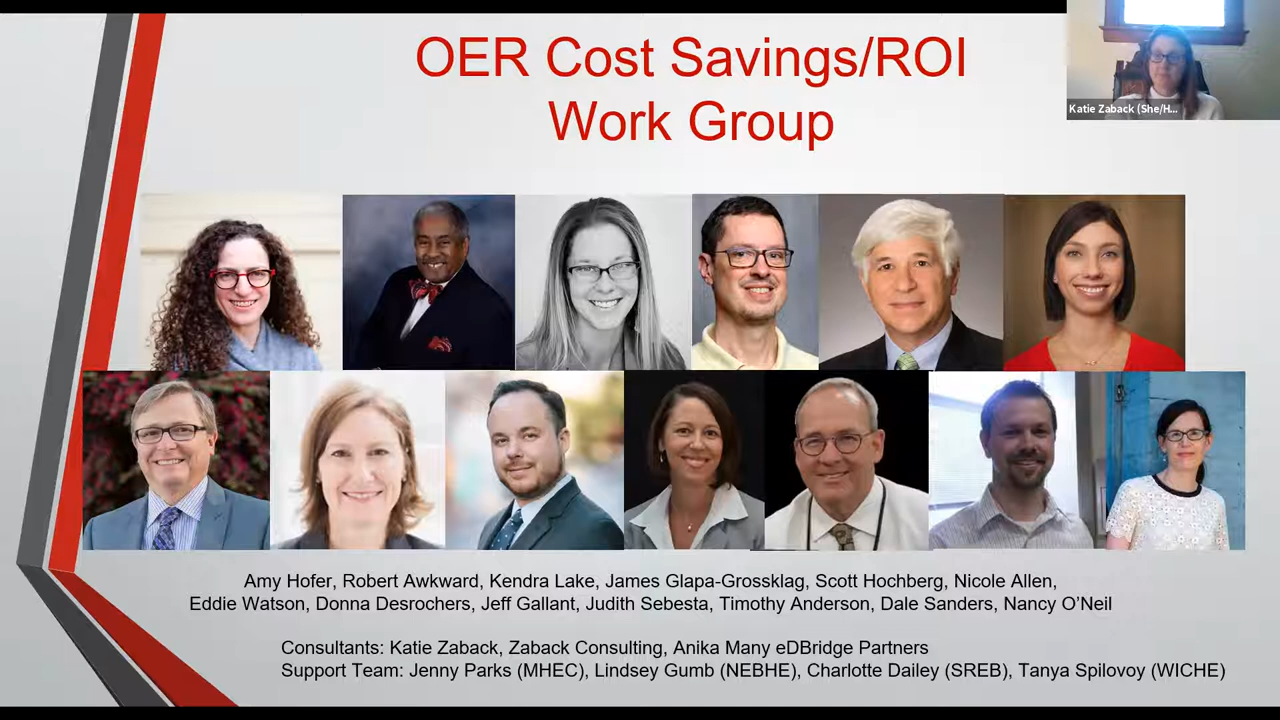 OER Cost Savings/ROI
Work Group
Katie Zaback (She/H...
Amy Hofer, Robert Awkward, Kendra Lake, James Glapa-Grossklag, Scott Hochberg, Nicole Allen,
Eddie Watson, Donna Desrochers, Jeff Gallant, Judith Sebesta, Timothy Anderson, Dale Sanders, Nancy O’Neil
Consultants: Katie Zaback, Zaback Consulting, Anika Many eDBridge Partners
Support Team: Jenny Parks (MHEC), Lindsey Gumb (NEBHE), Charlotte Dailey (SREB), Tanya Spilovoy (WICHE)